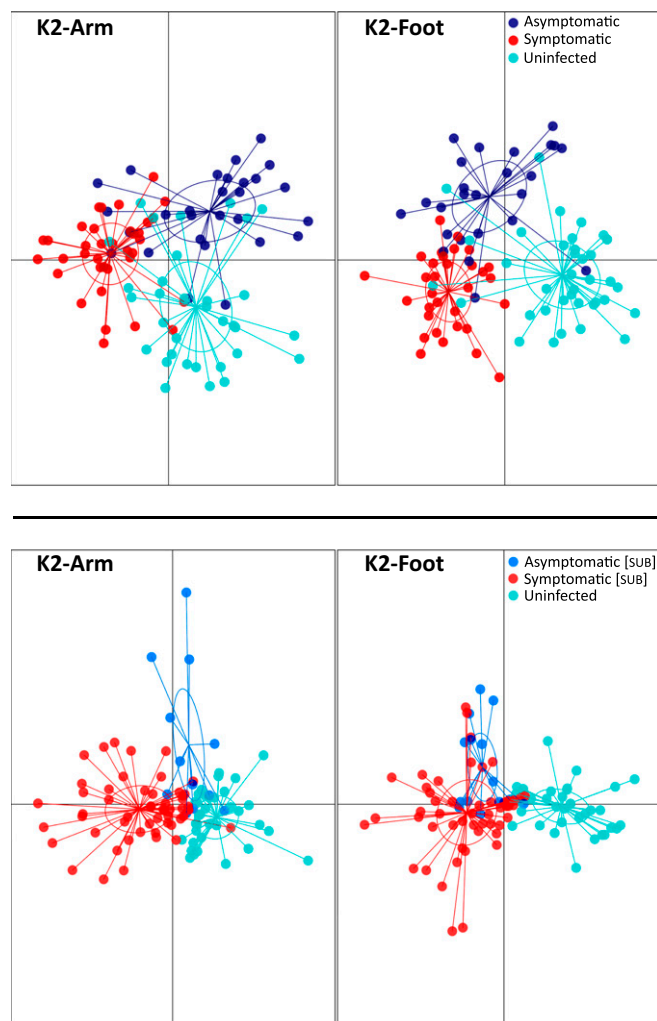 K2-Arm
K2-Foot
Asymptomatic
Symptomatic
Uninfected
K2-Arm
K2-Foot
Asymptomatic [SUB]
Symptomatic [SUB]
Uninfected